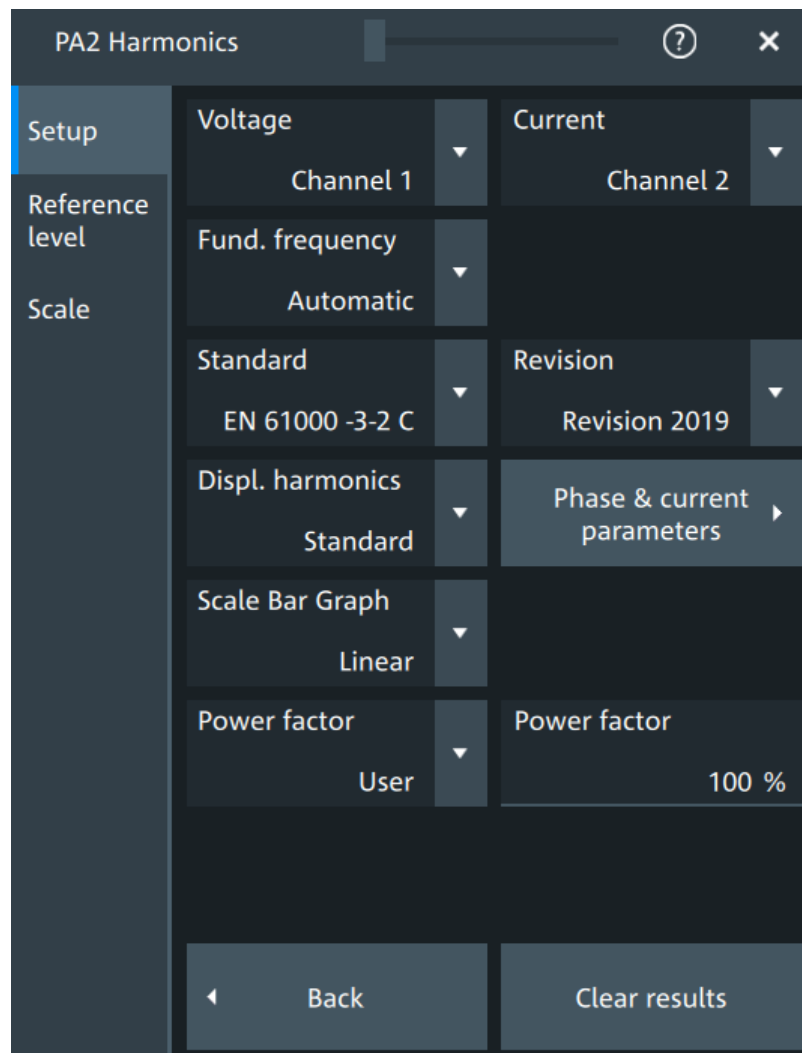 PA2 Harmonics
?
Setup
Reference
level
Scale
Voltage
Channel 1
Current
Channel 2
Fund. frequency
Automatic
Standard
EN 61000 -3-2 C
Revision
Revision 2019
Displ. harmonics
Standard
Phase & current
parameters
Scale Bar Graph
Linear
Power factor
User
Power factor
100 %
Back
Clear results